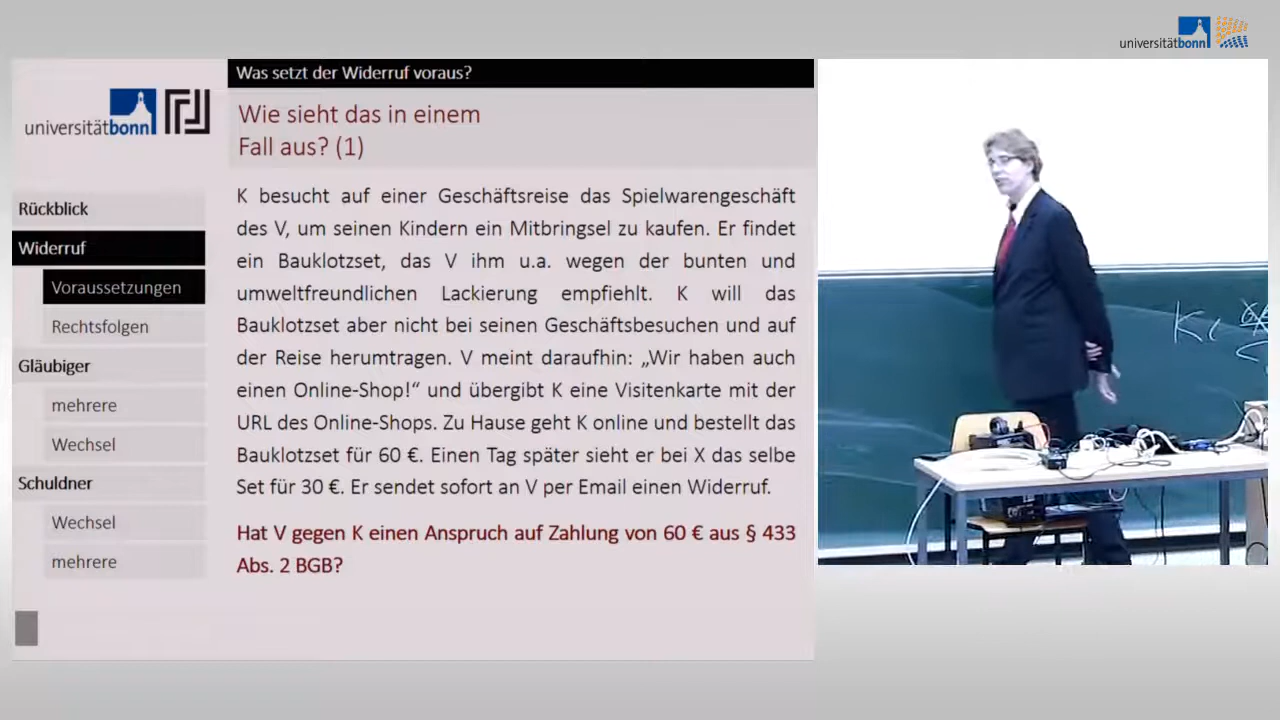 universitätbonn
Was setzt der Widerruf voraus?
universitätbonn
Wie sieht das in einem
Fall aus? (1)
Rückblick
Widerruf
Voraussetzungen
Rechtsfolgen
Gläubiger
mehrere
Wechsel
Schuldner
Wechsel
mehrere
K besucht auf einer Geschäftsreise das Spielwarengeschäft
des V, um seinen Kindern ein Mitbringsel zu kaufen. Er findet
ein Bauklotzset, das V ihm u.a. wegen der bunten und
umweltfreundlichen Lackierung empfiehlt. K will das
Bauklotzset aber nicht bei seinen Geschäftsbesuchen und auf
der Reise herumtragen. V meint daraufhin: „Wir haben auch
einen Online-Shop!“ und übergibt K eine Visitenkarte mit der
URL des Online-Shops. Zu Hause geht K online und bestellt das
Bauklotzset für 60 €. Einen Tag später sieht er bei X das selbe
Set für 30 €. Er sendet sofort an V per Email einen Widerruf.
Hat V gegen K einen Anspruch auf Zahlung von 60 € aus § 433
Abs. 2 BGB?